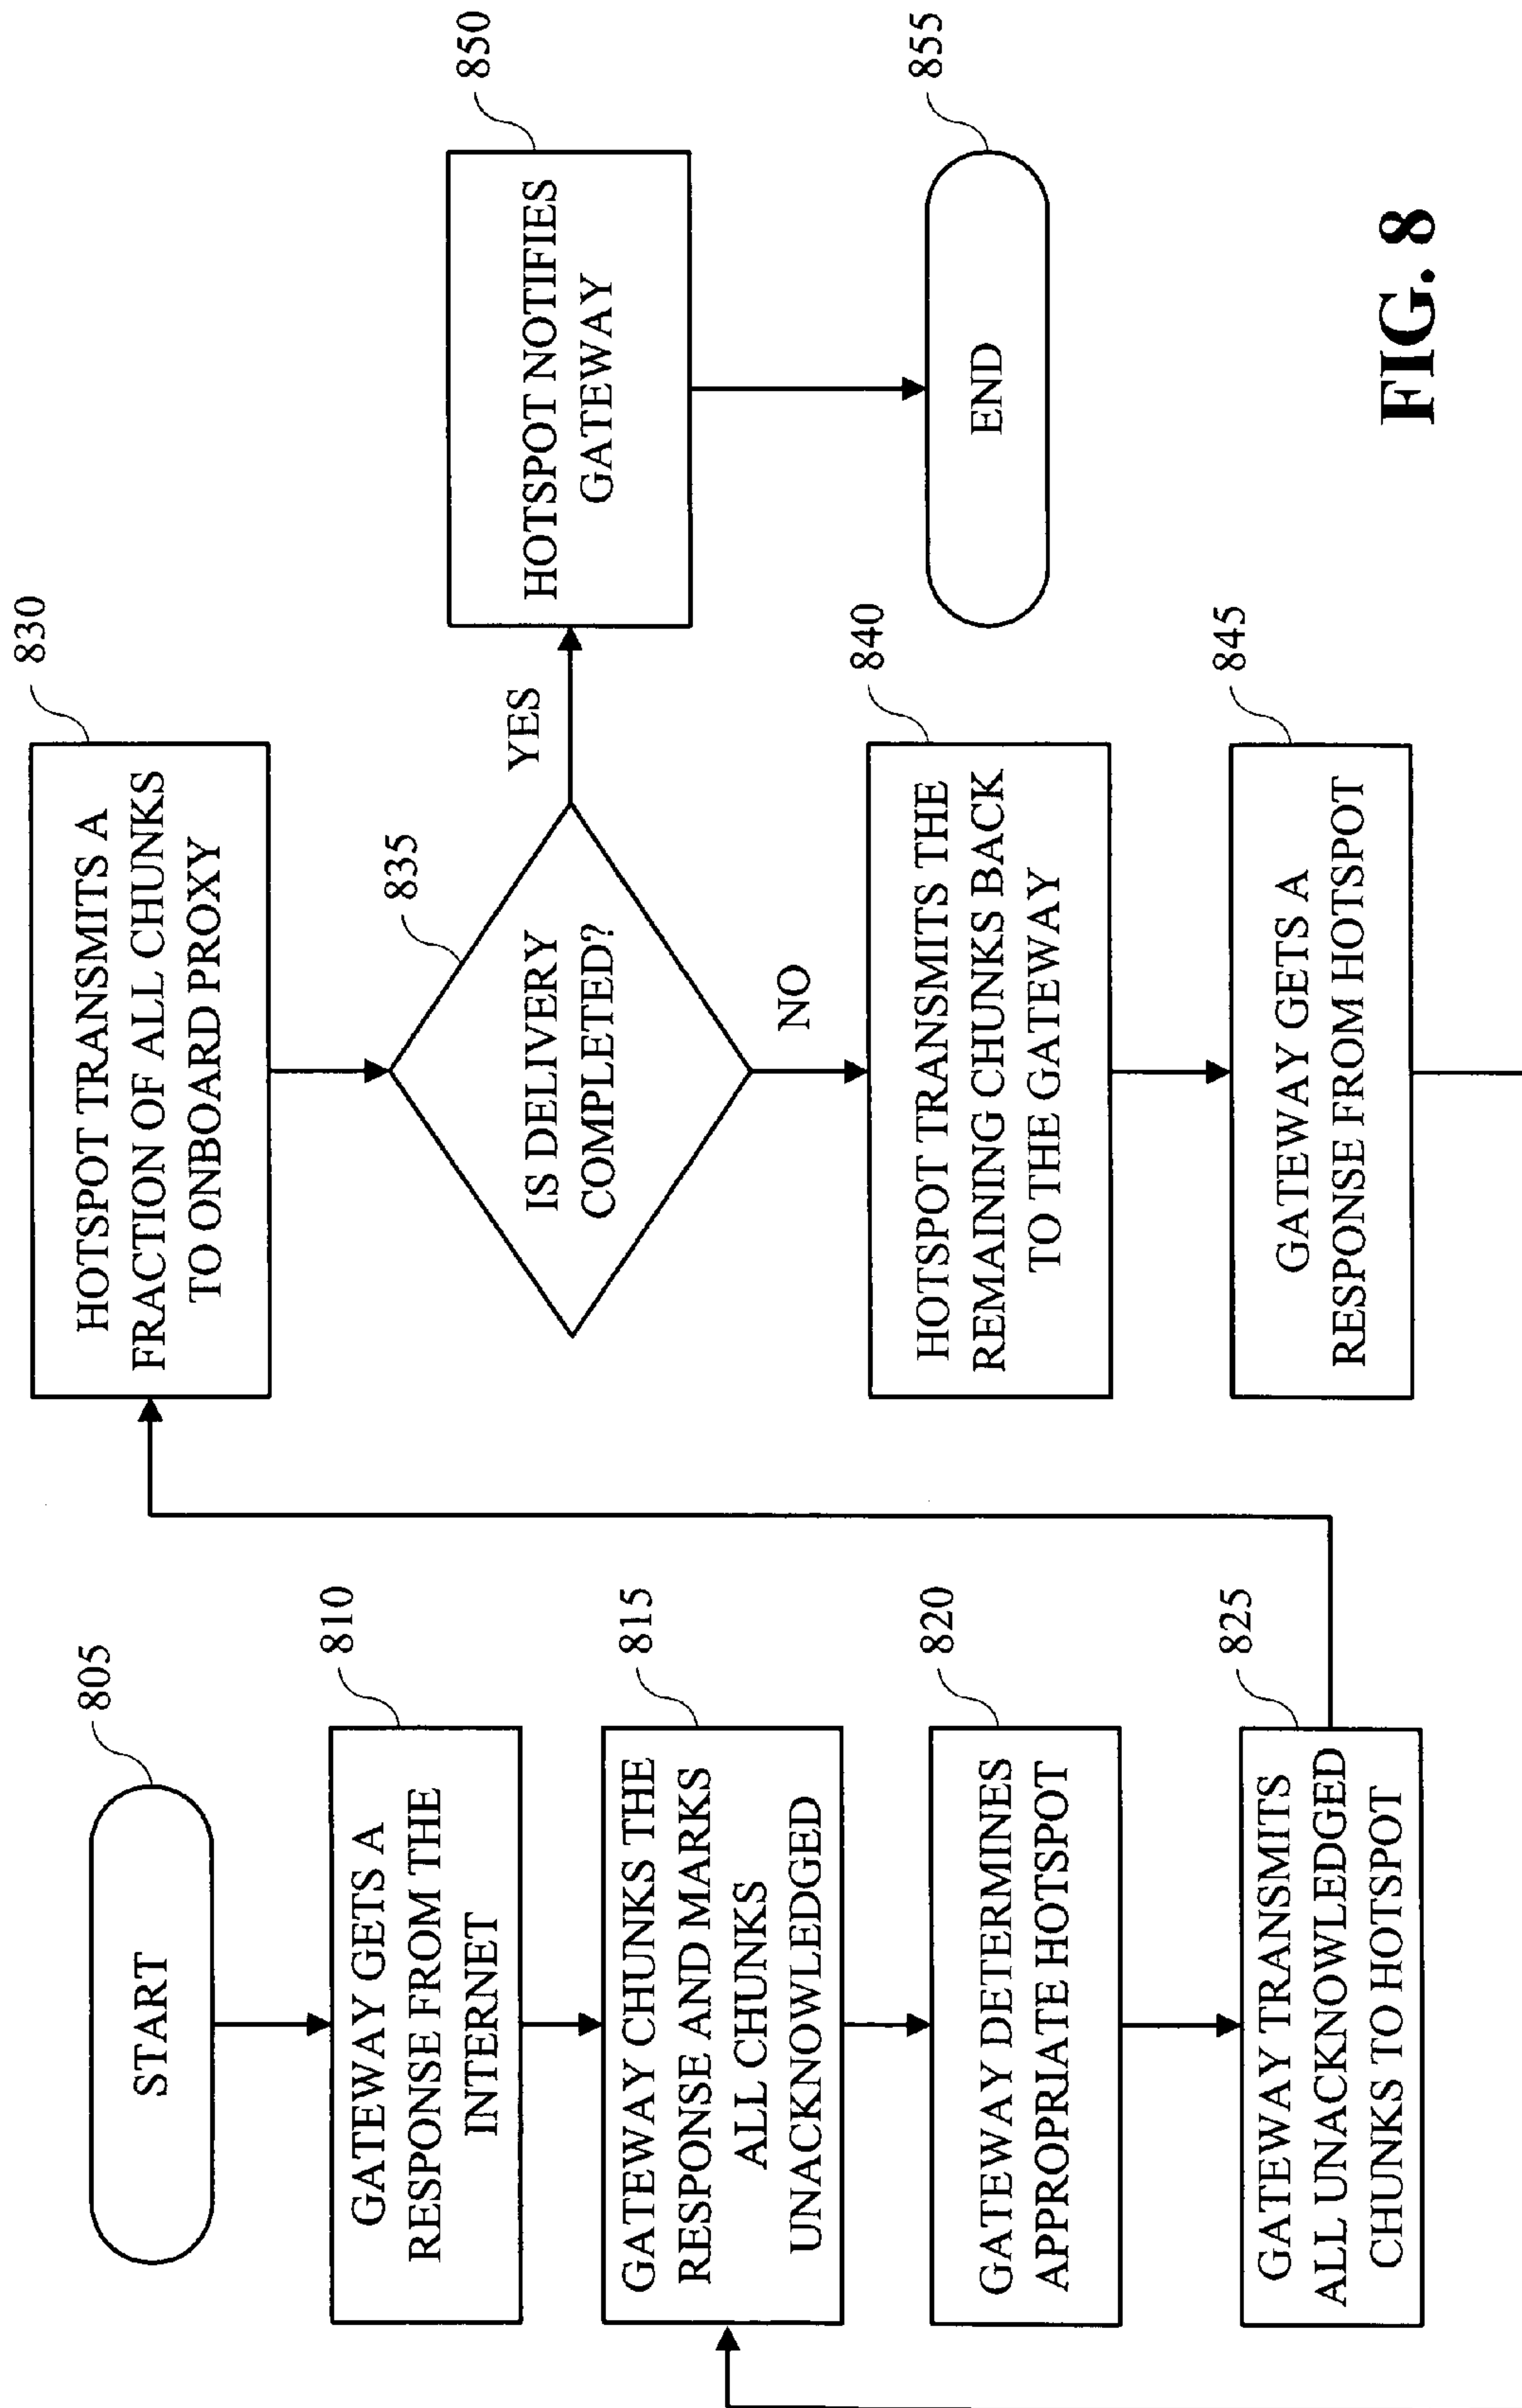 805
START
810
GATEWAY GETS A
RESPONSE FROM THE
INTERNET
815
GATEWAY CHUNKS THE
RESPONSE AND MARKS
ALL CHUNKS
UNACKNOWLEDGED
820
GATEWAY DETERMINES
APPROPRIATE HOTSPOT
825
GATEWAY TRANSMITS
ALL UNACKNOWLEDGED
CHUNKS TO HOTSPOT
830
HOTSPOT TRANSMITS A
FRACTION OF ALL CHUNKS
TO ONBOARD PROXY
835
IS DELIVERY
COMPLETED?
YES
NO
840
HOTSPOT TRANSMITS THE
REMAINING CHUNKS BACK
TO THE GATEWAY
845
GATEWAY GETS A
RESPONSE FROM HOTSPOT
850
HOTSPOT NOTIFIES
GATEWAY
855
END
FIG. 8